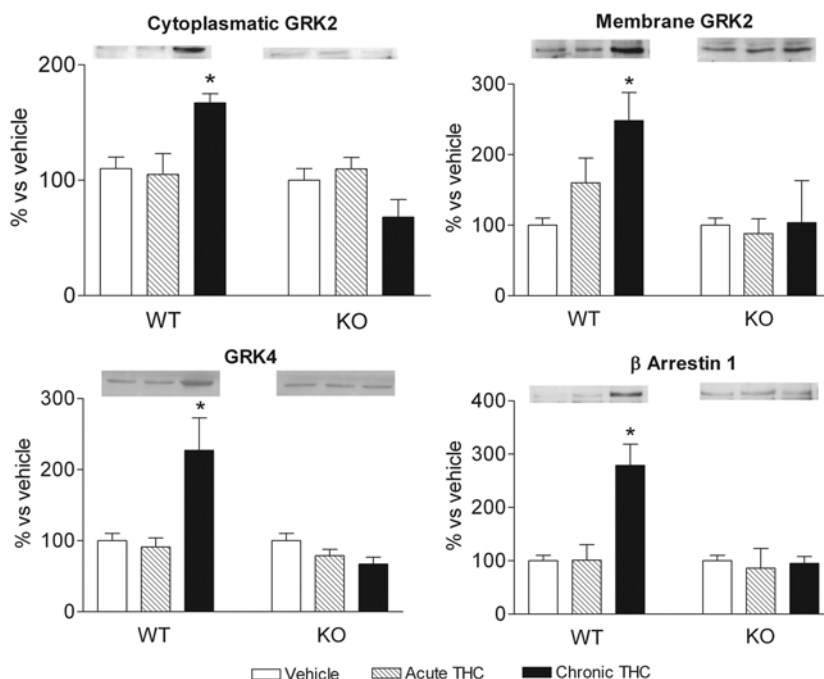 Cytoplasmatic GRK2
% vs vehicle
200
100
0
*
WT KO
Membrane GRK2
% vs vehicle
300
200
100
0
*
WT KO
GRK4
% vs vehicle
300
200
100
0
*
WT KO
β Arrestin 1
% vs vehicle
400
300
200
100
0
*
WT KO
Vehicle Acute THC Chronic THC